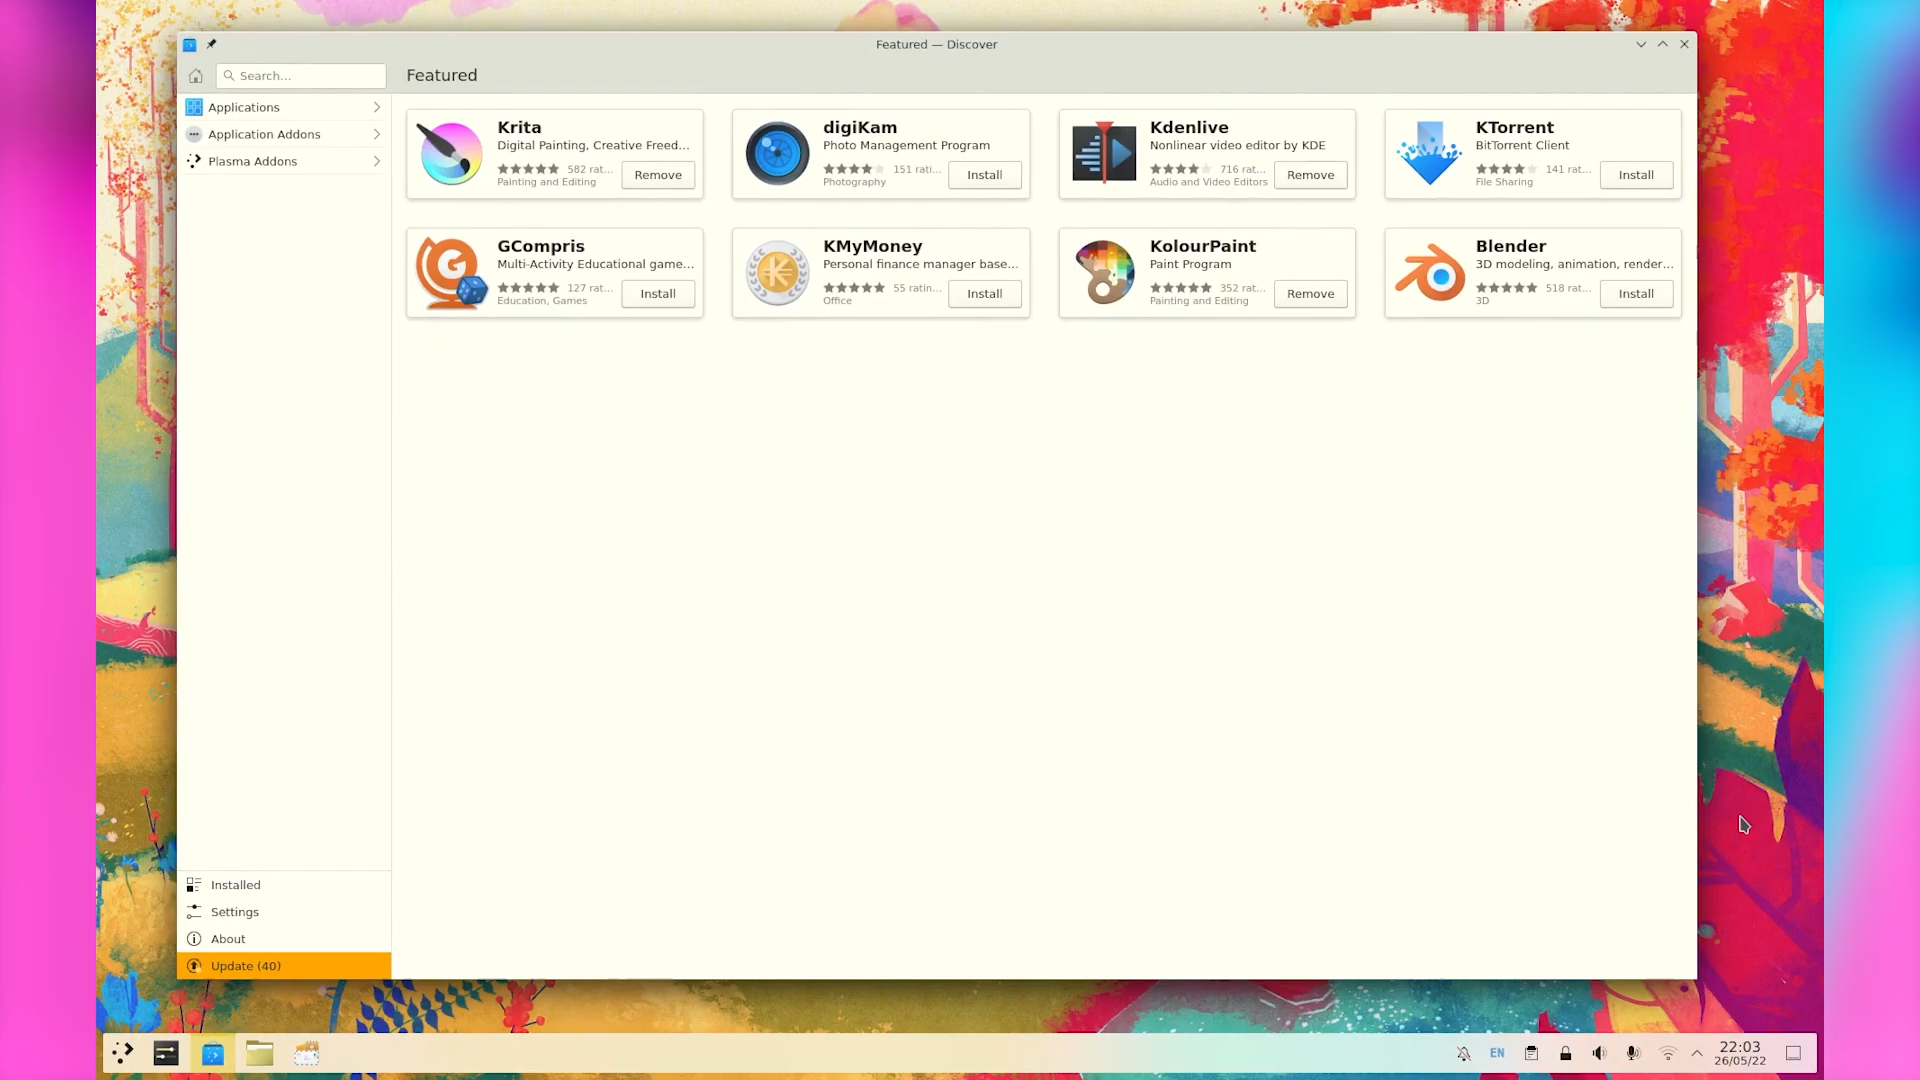 Featured — Discover
Search...
Featured
Applications
Application Addons
Plasma Addons
Krita
Digital Painting, Creative Freed...
582 rat...
Painting and Editing
Remove
digiKam
Photo Management Program
151 rati...
Photography
Install
Kdenlive
Nonlinear video editor by KDE
716 rat...
Audio and Video Editors
Remove
KTorrent
BitTorrent Client
141 rat...
File Sharing
Install
GCompris
Multi-Activity Educational game...
127 rat...
Education, Games
Install
KMyMoney
Personal finance manager base...
55 ratin...
Office
Install
KolourPaint
Paint Program
352 rat...
Painting and Editing
Remove
Blender
3D modeling, animation, render...
518 rat...
3D
Install
Installed
Settings
About
Update (40)
EN
22:03
26/05/22